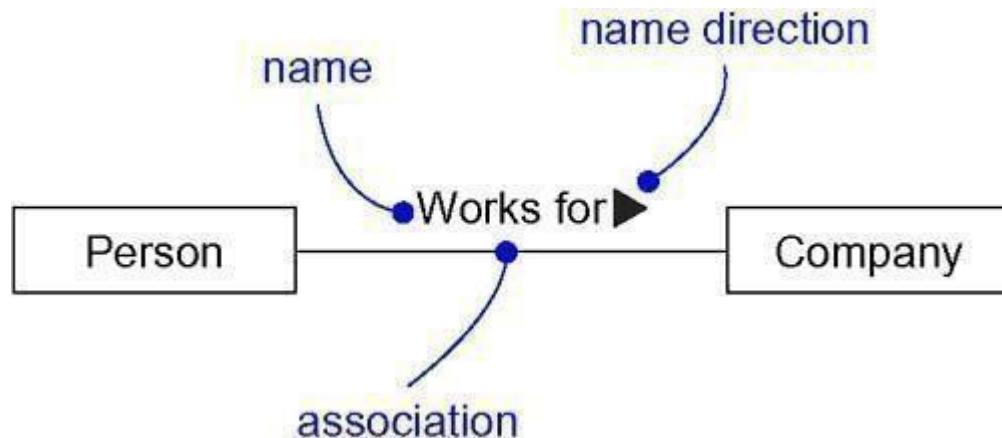 name direction
name
Works for
Person
Company
association